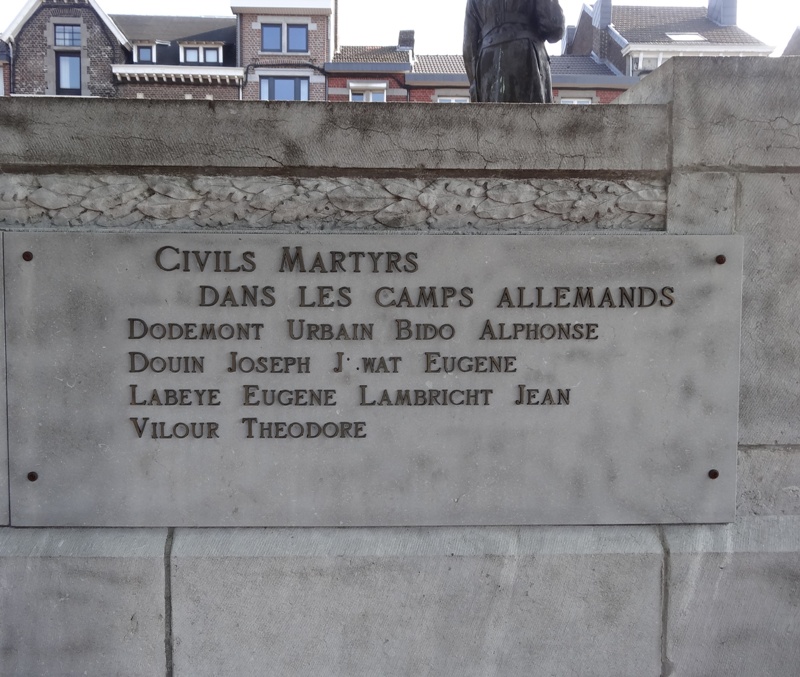 Civils Martyrs
dans les camps allemands
Dodemont Urbain Bido Alphonse
Douin Joseph Eugene
Labeye Eugene Lambricht Jean
Vilour Theodore